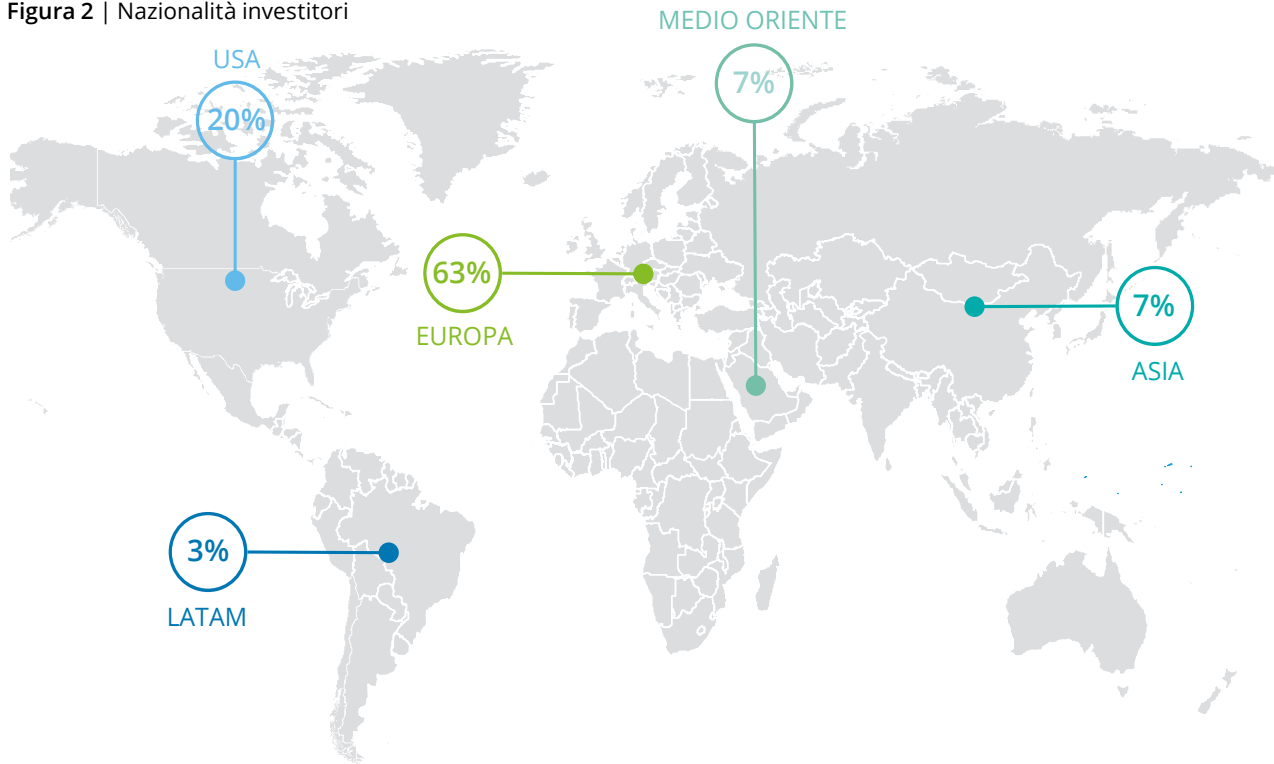 Figura 2 | Nazionalità investitori
MEDIO ORIENTE
7%
USA
20%
63%
EUROPA
7%
ASIA
3%
LATAM